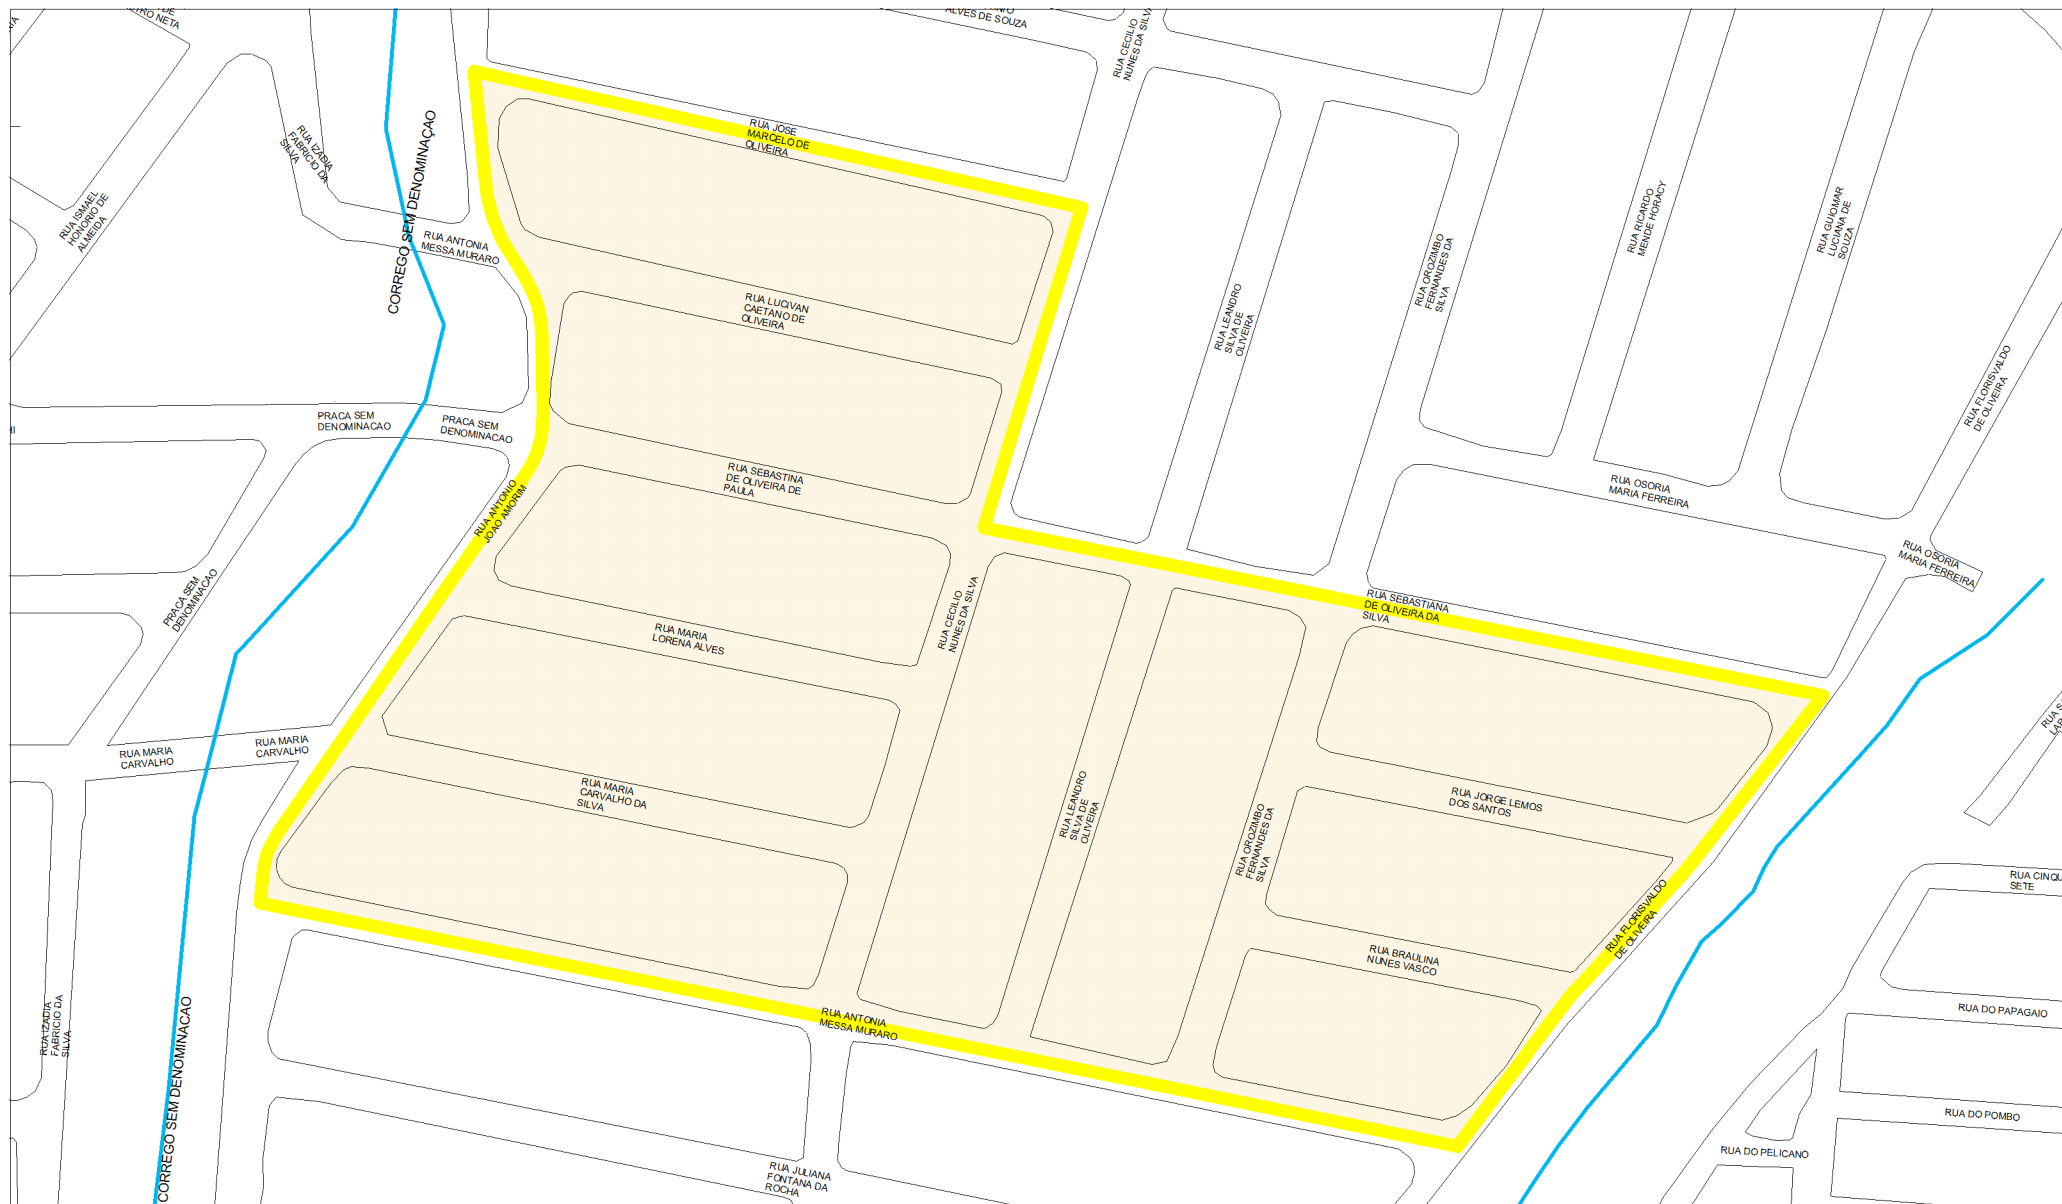 ALVES DE SOUZA
RUA CECILIO
NUNES DA SILVA
RUA JOSE
MARCELO DE
OLIVEIRA
RUA IZADIA
FABRICIO DA
SILVA
CORREGO SEM DENOMINAÇAO
RUA ISMAEL
HONORIO DE
ALMEIDA
RUA ANTONIA
MESSA MURARO
RUA RICARDO
MENDE HORACY
RUA GUIOMAR
LUCIANA DE
SOUZA
RUA OROZIMBO
FERNANDES DA
SILVA
RUA LUCIVAN
CAETANO DE
OLIVEIRA
RUA LEANDRO
SILVA DE
OLIVEIRA
RUA FLORISVALDO
DE OLIVEIRA
PRACA SEM
DENOMINACAO
PRACA SEM
DENOMINACAO
RUA SEBASTINA
DE OLIVEIRA DE
PAULA
RUA ANTONIO
JOAO AMORIM
RUA OSORIA
MARIA FERREIRA
RUA OSORIA
MARIA FERREIRA
PRACA SEM
DENOMINACAO
RUA CECILIO
NUNES DA SILVA
RUA SEBASTIANA
DE OLIVEIRA DA
SILVA
RUA MARIA
LORENA ALVES
RUA MARIA
CARVALHO
RUA MARIA
CARVALHO
RUA MARIA
CARVALHO DA
SILVA
RUA LEANDRO
SILVA DE
OLIVEIRA
RUA OROZIMBO
FERNANDES DA
SILVA
RUA JORGE LEMOS
DOS SANTOS
RUA CINQU
SETE
RUA FLORISVALDO
DE OLIVEIRA
RUA BRAULINA
NUNES VASCO
RUA IZADIA
FABRICIO DA
SILVA
CORREGO SEM DENOMINACAO
RUA ANTONIA
MESSA MURARO
RUA DO PAPAGAIO
RUA DO POMBO
RUA DO PELICANO
RUA JULIANA
FONTANA DA
ROCHA